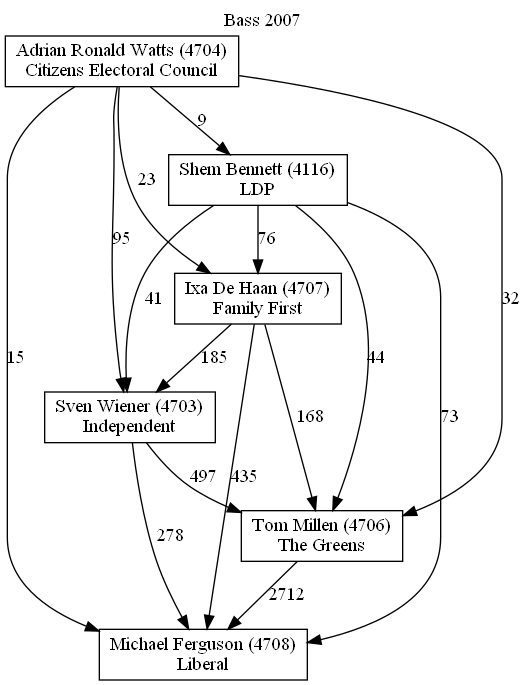 Bass 2007
Adrian Ronald Watts (4704)
Citizens Electoral Council
9
Shem Bennett (4116)
LDP
23
95
76
41
32
Ixa De Haan (4707)
Family First
15
185
44
73
Sven Wiener (4703)
Independent
168
497
435
278
Tom Millen (4706)
The Greens
2712
Michael Ferguson (4708)
Liberal